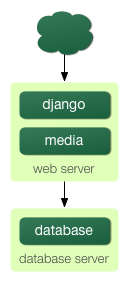 django
media
web server
database
database server